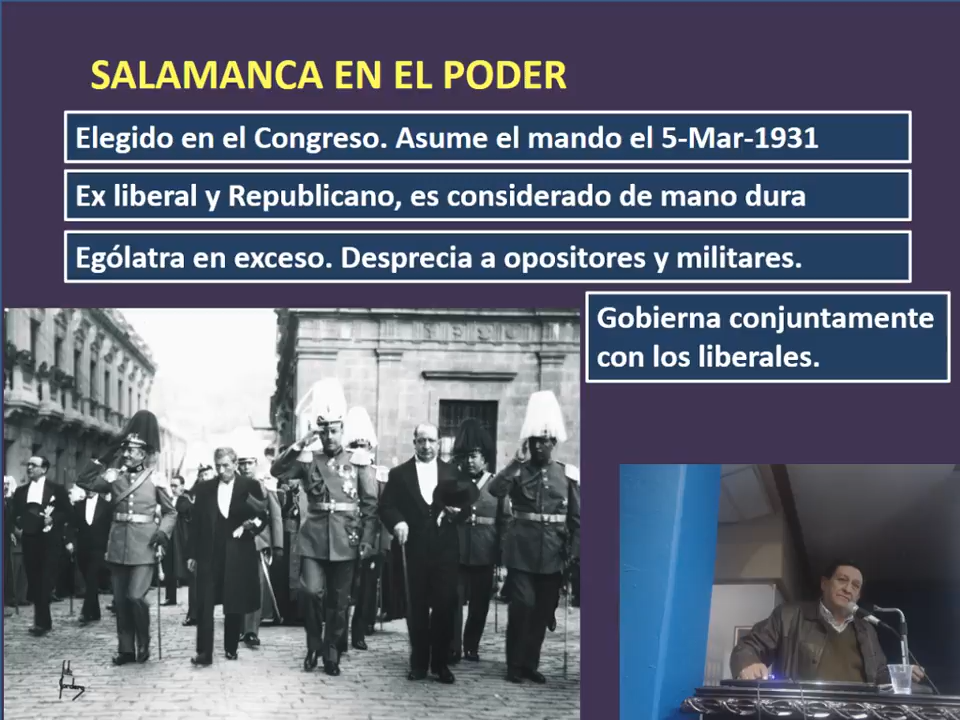 SALAMANCA EN EL PODER
Elegido en el Congreso. Asume el mando el 5-Mar-1931
Ex liberal y Republicano, es considerado de mano dura
Ególatra en exceso. Desprecia a opositores y militares.
Gobierna conjuntamente
con los liberales.
Cordero